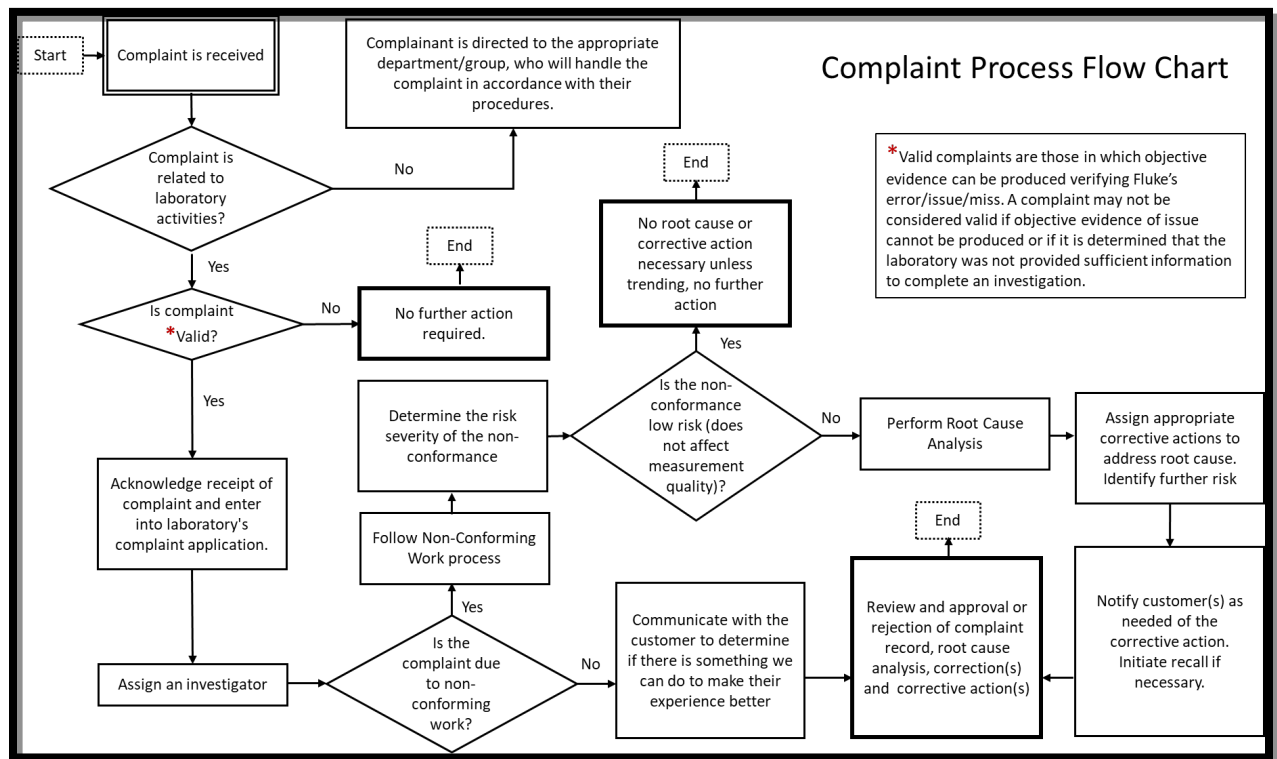 Complaint Process Flow Chart
Start
Complaint is received
Complainant is directed to the appropriate
department/group, who will handle the
complaint in accordance with their
procedures.
Complaint is
related to
laboratory
activities?
No
Yes
*Valid complaints are those in which objective
evidence can be produced verifying Fluke's
error/issue/miss. A complaint may not be
considered valid if objective evidence of issue
cannot be produced or if it is determined that the
laboratory was not provided sufficient information
to complete an investigation.
Is complaint
*Valid?
No
No further action
required.
End
Yes
Acknowledge receipt of
complaint and enter
into laboratory's
complaint application.
Assign an investigator
Is the
complaint due
to non-
conforming
work?
Yes
Follow Non-Conforming
Work process
Determine the risk
severity of the non-
conformance
Is the non-
conformance
low risk (does
not affect
measurement
quality)?
Yes
No root cause or
corrective action
necessary unless
trending, no further
action
End
No
Perform Root Cause
Analysis
Assign appropriate
corrective actions to
address root cause.
Identify further risk
Notify customer(s) as
needed of the
corrective action.
Initiate recall if
necessary.
No
Communicate with the
customer to determine
if there is something we
can do to make their
experience better
Review and approval or
rejection of complaint
record, root cause
analysis, correction(s)
and corrective action(s)
End